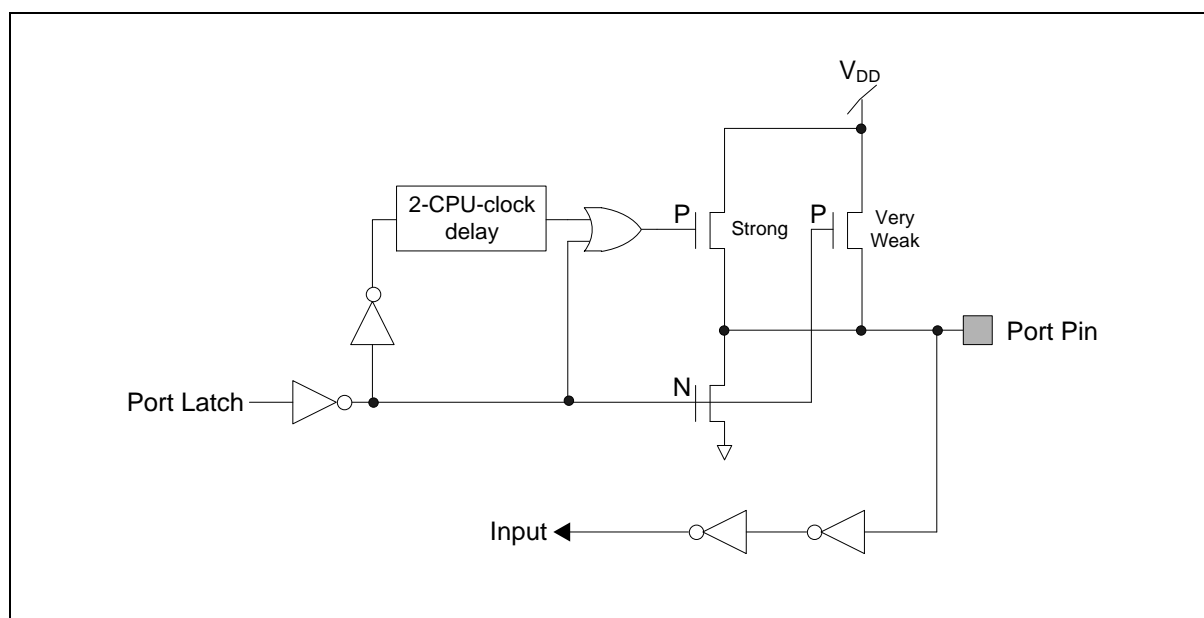 VDD
2-CPU-clock
delay
P
Strong
P
Very
Weak
Port Pin
N
Port Latch
Input